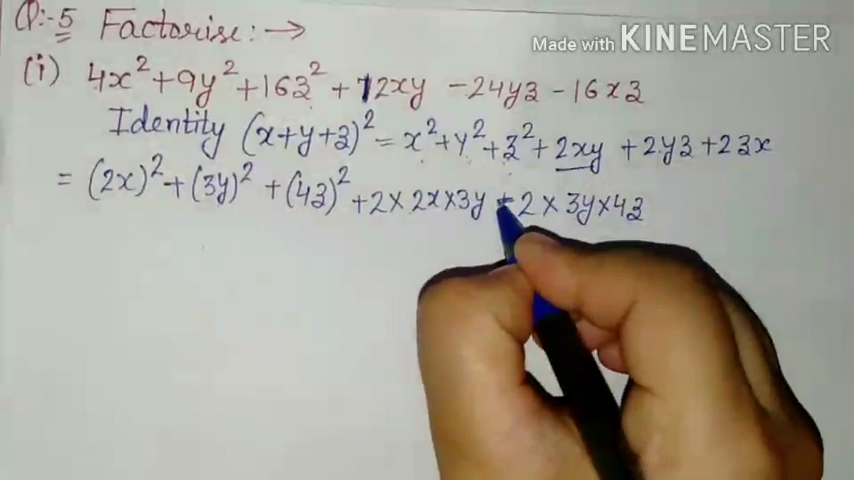 Made with KINEMASTER
Q:-5 Factorise:→
(i) 4x²+9y²+16z²+12xy -24yz -16xz
Identity (x+y+z)² = x²+y²+z²+2xy +2yz+2zx
= (2x)²+(3y)²+(4z)²+2×2x×3y +2×3y×4z